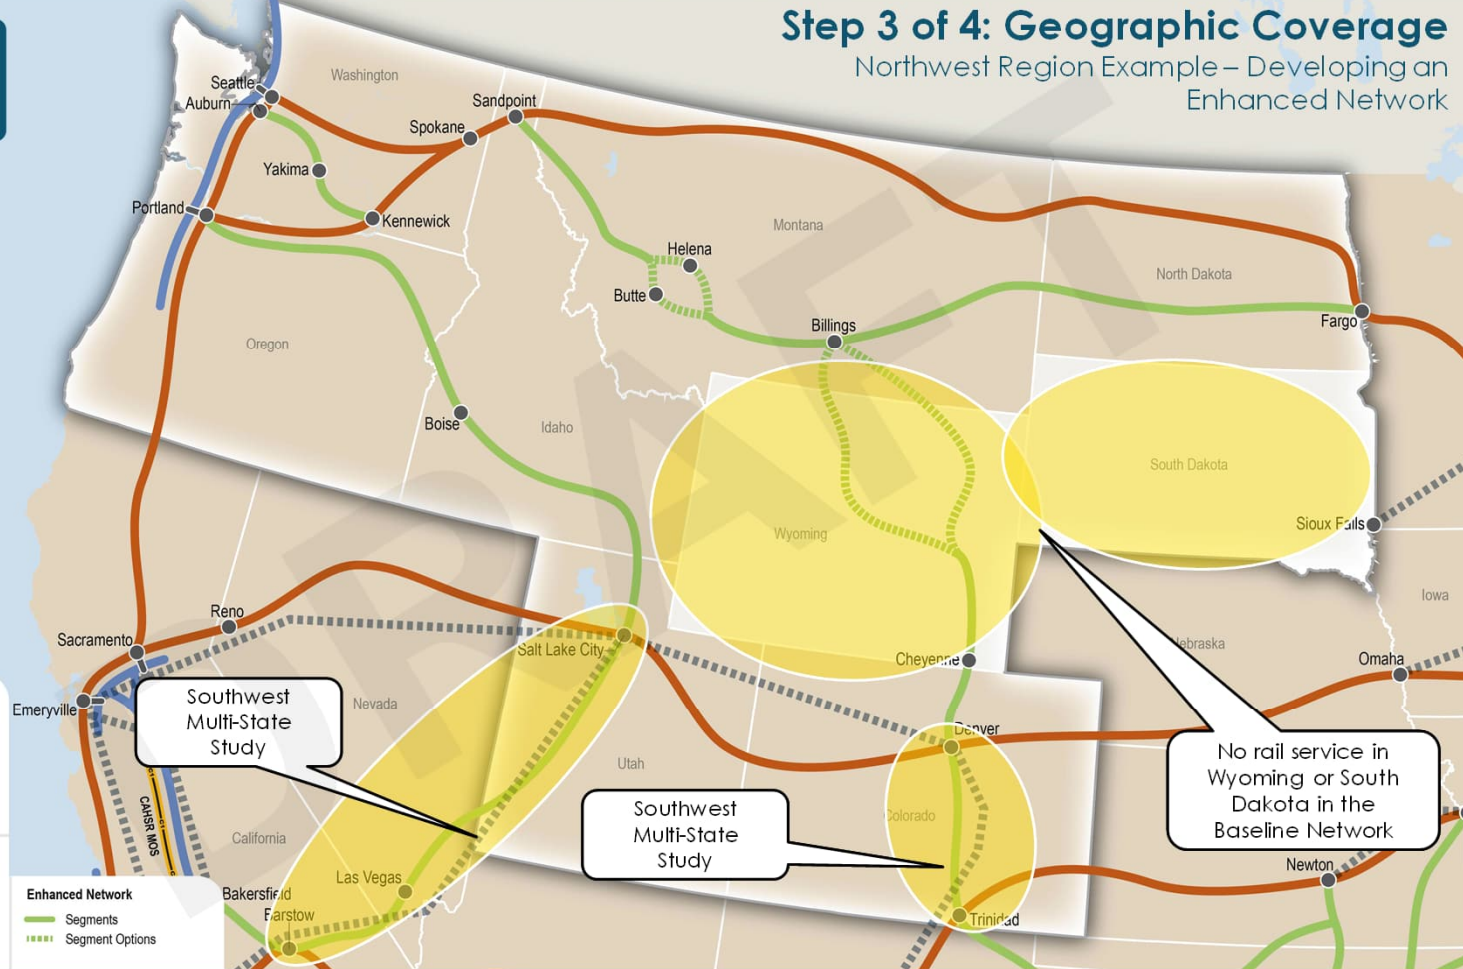 Step 3 of 4: Geographic Coverage
Northwest Region Example – Developing an
Enhanced Network
Seattle
Auburn
Washington
Sandpoint
Spokane
Yakima
Portland
Kennewick
Montana
Helena
Butte
North Dakota
Billings
Fargo
Oregon
Boise
Idaho
South Dakota
Wyoming
Sioux Falls
Iowa
Reno
Sacramento
Salt Lake City
Cheyenne
Nebraska
Omaha
Emeryville
Southwest
Multi-State
Study
Nevada
Denver
Utah
No rail service in
Wyoming or South
Dakota in the
Baseline Network
Southwest
Multi-State
Study
Colorado
CAHSR MOS
California
Newton
Las Vegas
Bakersfield
Barstow
Trinidad
Enhanced Network
Segments
Segment Options
DRAFT